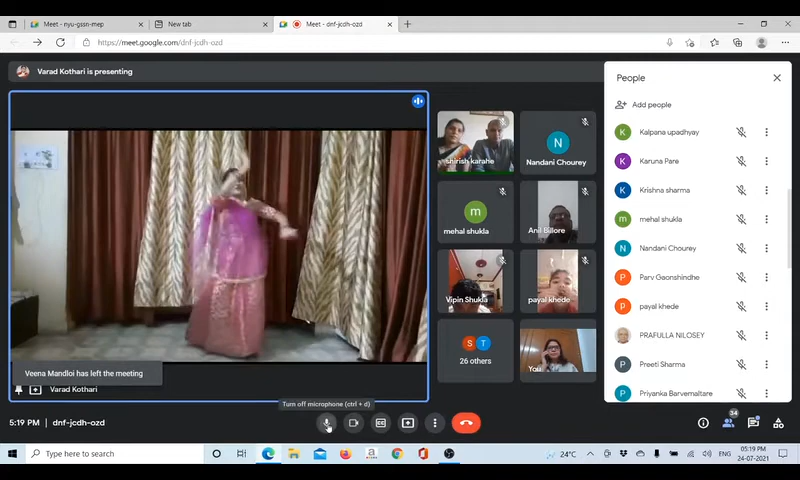 Meet - nyu-gssn-mep
New tab
Meet - dnf-jcdh-ozd
https://meet.google.com/dnf-jcdh-ozd
Varad Kothari is presenting
People
Add people
Kalpana upadhyay
Karuna Pare
Krishna sharma
mehal shukla
Nandani Chourey
Parv Gaonshindhe
payal khede
PRAFULLA NILOSEY
Preeti Sharma
Priyanka Barvemaltare
shirish karahe
N
Nandani Chourey
m
mehal shukla
Anil Billore
Vipin Shukla
payal khede
S T
26 others
You
Veena Mandloi has left the meeting
Varad Kothari
Turn off microphone (ctrl + d)
5:19 PM | dnf-jcdh-ozd
34
Type here to search
24°C
ENG
05:19 PM
24-07-2021